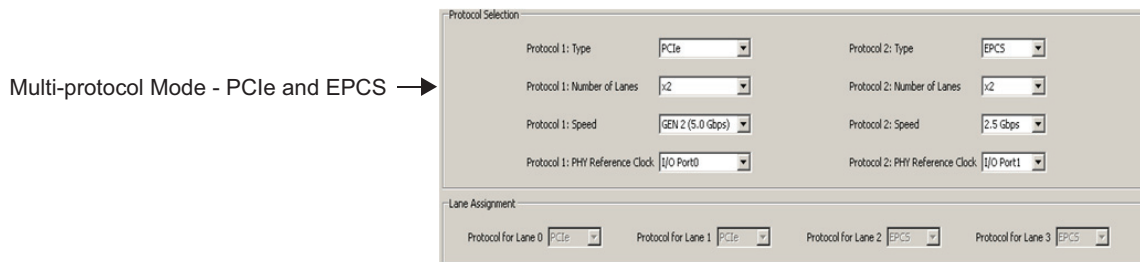 Protocol Selection
Protocol 1: Type PCIe Protocol 2: Type EPCS
Multi-protocol Mode - PCIe and EPCS
Protocol 1: Number of Lanes x2 Protocol 2: Number of Lanes x2
Protocol 1: Speed GEN 2 (5.0 Gbps) Protocol 2: Speed 2.5 Gbps
Protocol 1: PHY Reference Clock I/O Port0 Protocol 2: PHY Reference Clock I/O Port1
Lane Assignment
Protocol for Lane 0 PCIe Protocol for Lane 1 PCIe Protocol for Lane 2 EPCS Protocol for Lane 3 EPCS